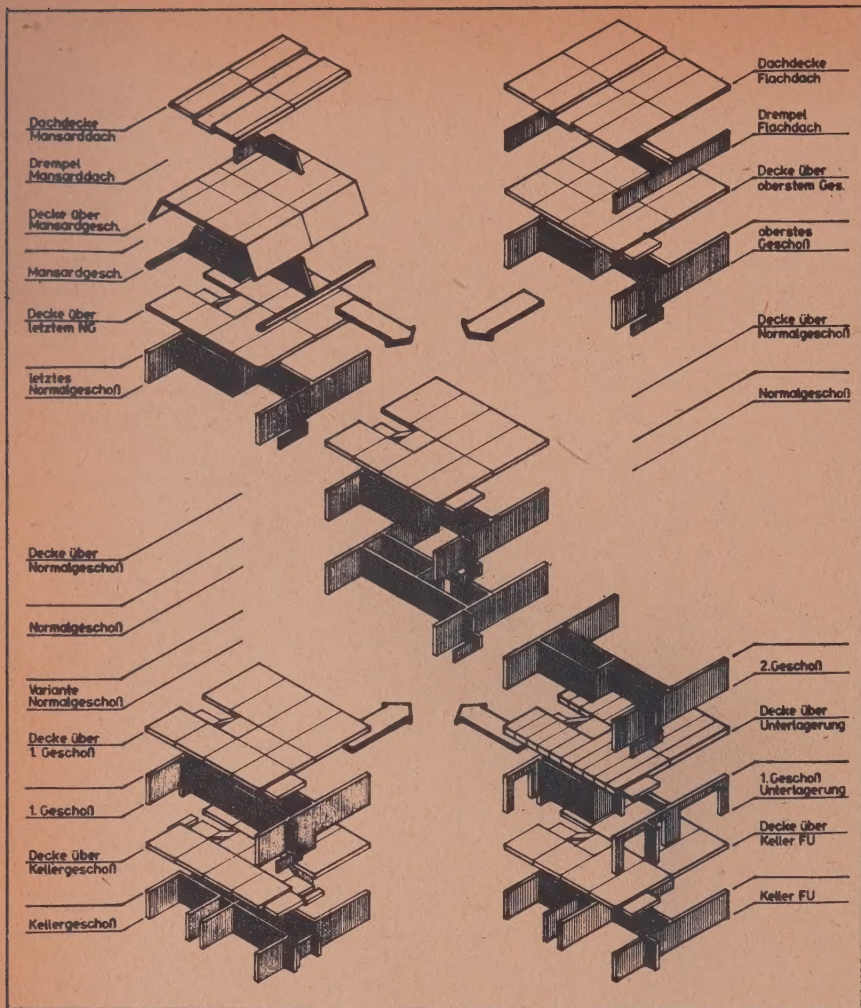 Dachdecke
Mansarddach
Drempel
Mansarddach
Decke über
Mansardgesch.
Mansardgesch.
Decke über
letztem NG
letztes
Normalgeschoß
Decke über
Normalgeschoß
Normalgeschoß
Variante
Normalgeschoß
Decke über
1. Geschoß
1. Geschoß
Decke über
Kellergeschoß
Kellergeschoß
Dachdecke
Flachdach
Drempel
Flachdach
Decke über
oberstem Ges.
oberstes
Geschoß
Decke über
Normalgeschoß
Normalgeschoß
2. Geschoß
Decke über
Unterlagerung
1. Geschoß
Unterlagerung
Decke über
Keller FU
Keller FU